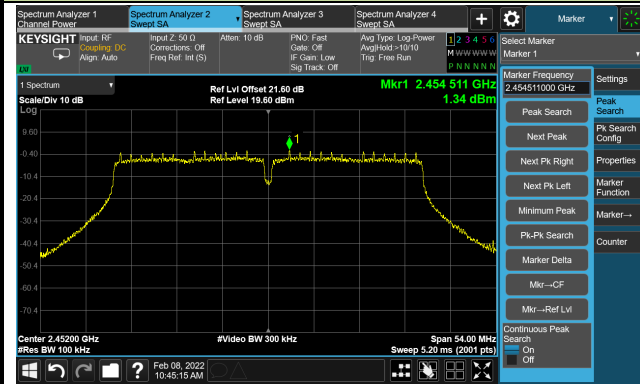 Spectrum Analyzer 1
Channel Power
Spectrum Analyzer 2
Swept SA
Spectrum Analyzer 3
Swept SA
Spectrum Analyzer 4
Swept SA
+
Marker
KEYSIGHT
Input: RF
Coupling: DC
Align: Auto
Input Z: 50 Ω
Corrections: Off
Freq Ref: Int (S)
Atten: 10 dB
PNO: Fast
Gate: Off
IF Gain: Low
Sig Track: Off
Avg Type: Log-Power
Avg|Hold:>10/10
Trig: Free Run
1 2 3 4 5 6
M W W W W W
P N N N N N
LXI
Select Marker
Marker 1
1 Spectrum
Scale/Div 10 dB
Log
Ref Lvl Offset 21.60 dB
Ref Level 19.60 dBm
Mkr1 2.454 511 GHz
1.34 dBm
9.60
-0.40
-10.4
-20.4
-30.4
-40.4
-50.4
-60.4
-70.4
1
Center 2.45200 GHz
#Res BW 100 kHz
#Video BW 300 kHz
Span 54.00 MHz
Sweep 5.20 ms (2001 pts)
Marker Frequency
2.454511000 GHz
Peak Search
Next Peak
Next Pk Right
Next Pk Left
Minimum Peak
Pk-Pk Search
Marker Delta
Mkr→CF
Mkr→Ref Lvl
Continuous Peak
Search
On
Off
Settings
Peak
Search
Pk Search
Config
Properties
Marker
Function
Marker→
Counter
?
Feb 08, 2022
10:45:15 AM